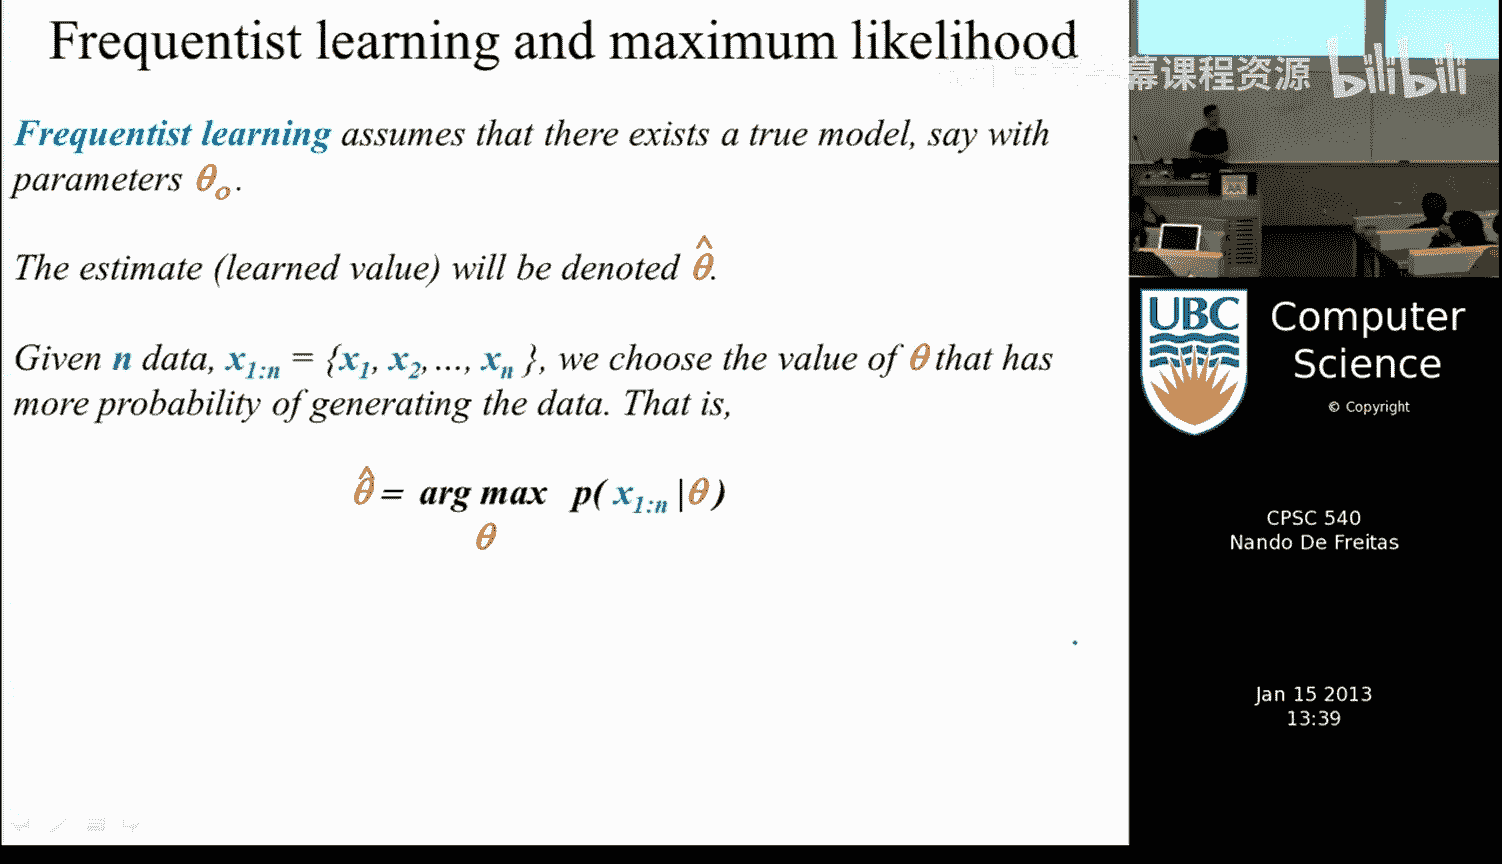 Frequentist learning and maximum likelihood
Frequentist learning assumes that there exists a true model, say with
parameters θₒ.
The estimate (learned value) will be denoted θ̂.
Given n data, x₁:ₙ = {x₁, x₂,…, xₙ }, we choose the value of θ that has
more probability of generating the data. That is,
θ̂ = arg max p( x₁:ₙ |θ )
θ
幕课程资源 bilibili
UBC
Computer
Science
© Copyright
CPSC 540
Nando De Freitas
Jan 15 2013
13:39